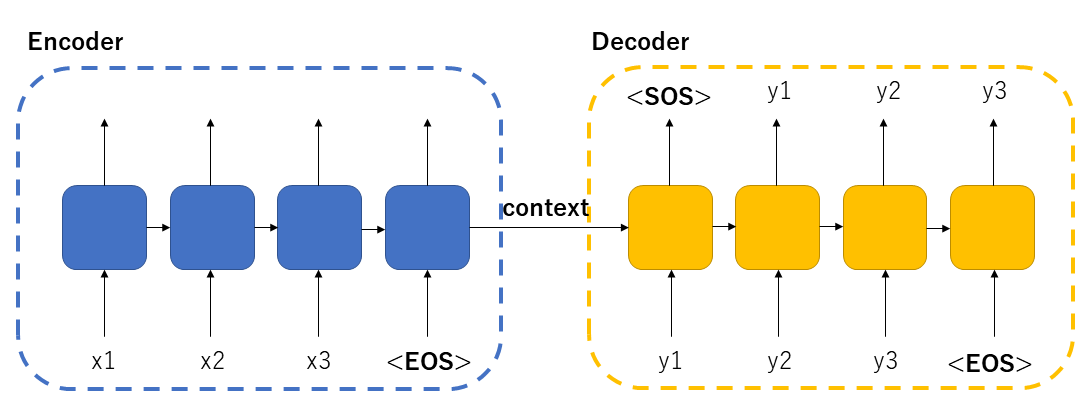 Encoder
x1 x2 x3 <EOS>
context
Decoder
<SOS> y1 y2 y3
y1 y2 y3 <EOS>